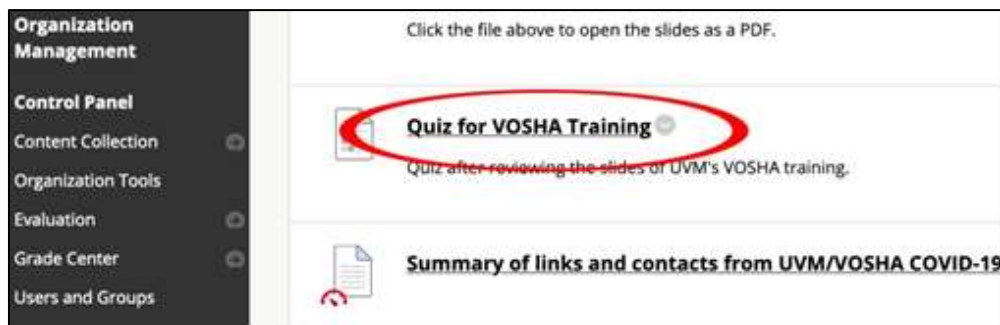 Organization
Management
Control Panel
Content Collection
Organization Tools
Evaluation
Grade Center
Users and Groups
Click the file above to open the slides as a PDF.
Quiz for VOSHA Training
Quiz after reviewing the slides of UVM's VOSHA training.
Summary of links and contacts from UVM/VOSHA COVID-19